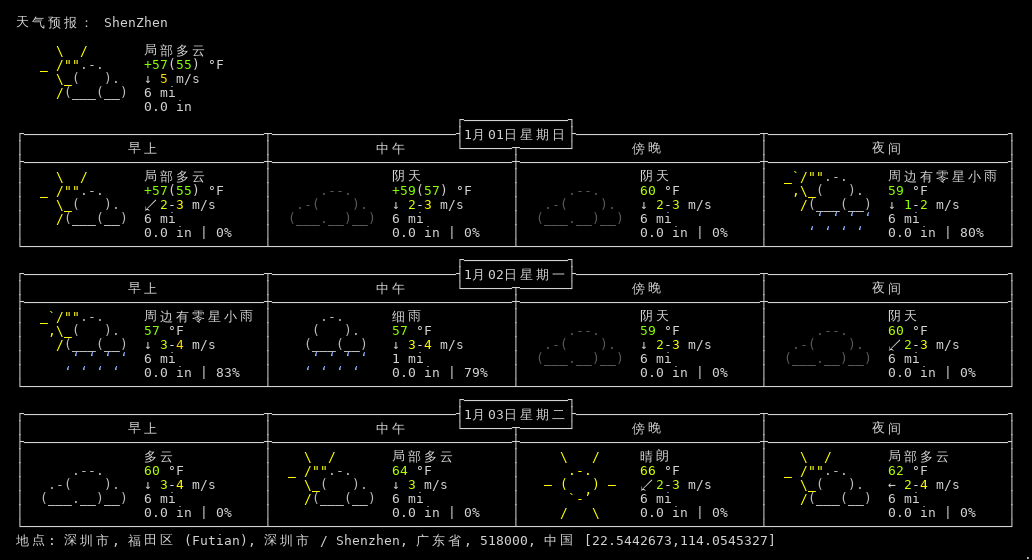 天气预报： ShenZhen
局部多云
+57(55) °F
↓ 5 m/s
6 mi
0.0 in
1月01日星期日
早上 中午 傍晚 夜间
局部多云 阴天 阴天 周边有零星小雨
+57(55) °F +59(57) °F 60 °F 59 °F
↙ 2-3 m/s ↓ 2-3 m/s ↓ 2-3 m/s ↓ 1-2 m/s
6 mi 6 mi 6 mi 6 mi
0.0 in | 0% 0.0 in | 0% 0.0 in | 0% 0.0 in | 80%
1月02日星期一
早上 中午 傍晚 夜间
周边有零星小雨 细雨 阴天 阴天
57 °F 57 °F 59 °F 60 °F
↓ 3-4 m/s ↓ 3-4 m/s ↓ 2-3 m/s ↙ 2-3 m/s
6 mi 1 mi 6 mi 6 mi
0.0 in | 83% 0.0 in | 79% 0.0 in | 0% 0.0 in | 0%
1月03日星期二
早上 中午 傍晚 夜间
多云 局部多云 晴朗 局部多云
60 °F 64 °F 66 °F 62 °F
↓ 3-4 m/s ↓ 3 m/s ↙ 2-3 m/s ← 2-4 m/s
6 mi 6 mi 6 mi 6 mi
0.0 in | 0% 0.0 in | 0% 0.0 in | 0% 0.0 in | 0%
地点: 深圳市, 福田区 (Futian), 深圳市 / Shenzhen, 广东省, 518000, 中国 [22.5442673,114.0545327]